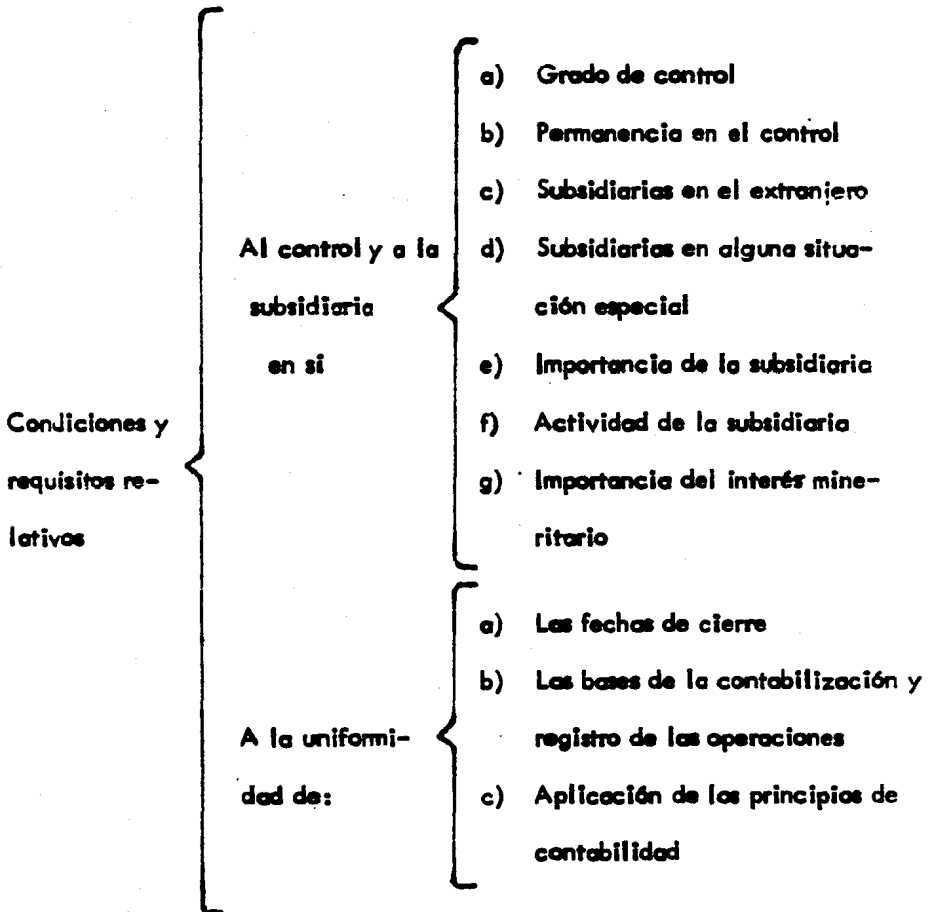 Condiciones y
requisitos re-
lativos
Al control y a la
subsidiaria
en si
a) Grado de control
b) Permanencia en el control
c) Subsidiarias en el extranjero
d) Subsidiarias en alguna situa-
ción especial
e) Importancia de la subsidiaria
f) Actividad de la subsidiaria
g) Importancia del interés mine-
ritario
A la uniformi-
dad de:
a) Las fechas de cierre
b) Las bases de la contabilización y
registro de las operaciones
c) Aplicación de los principios de
contabilidad